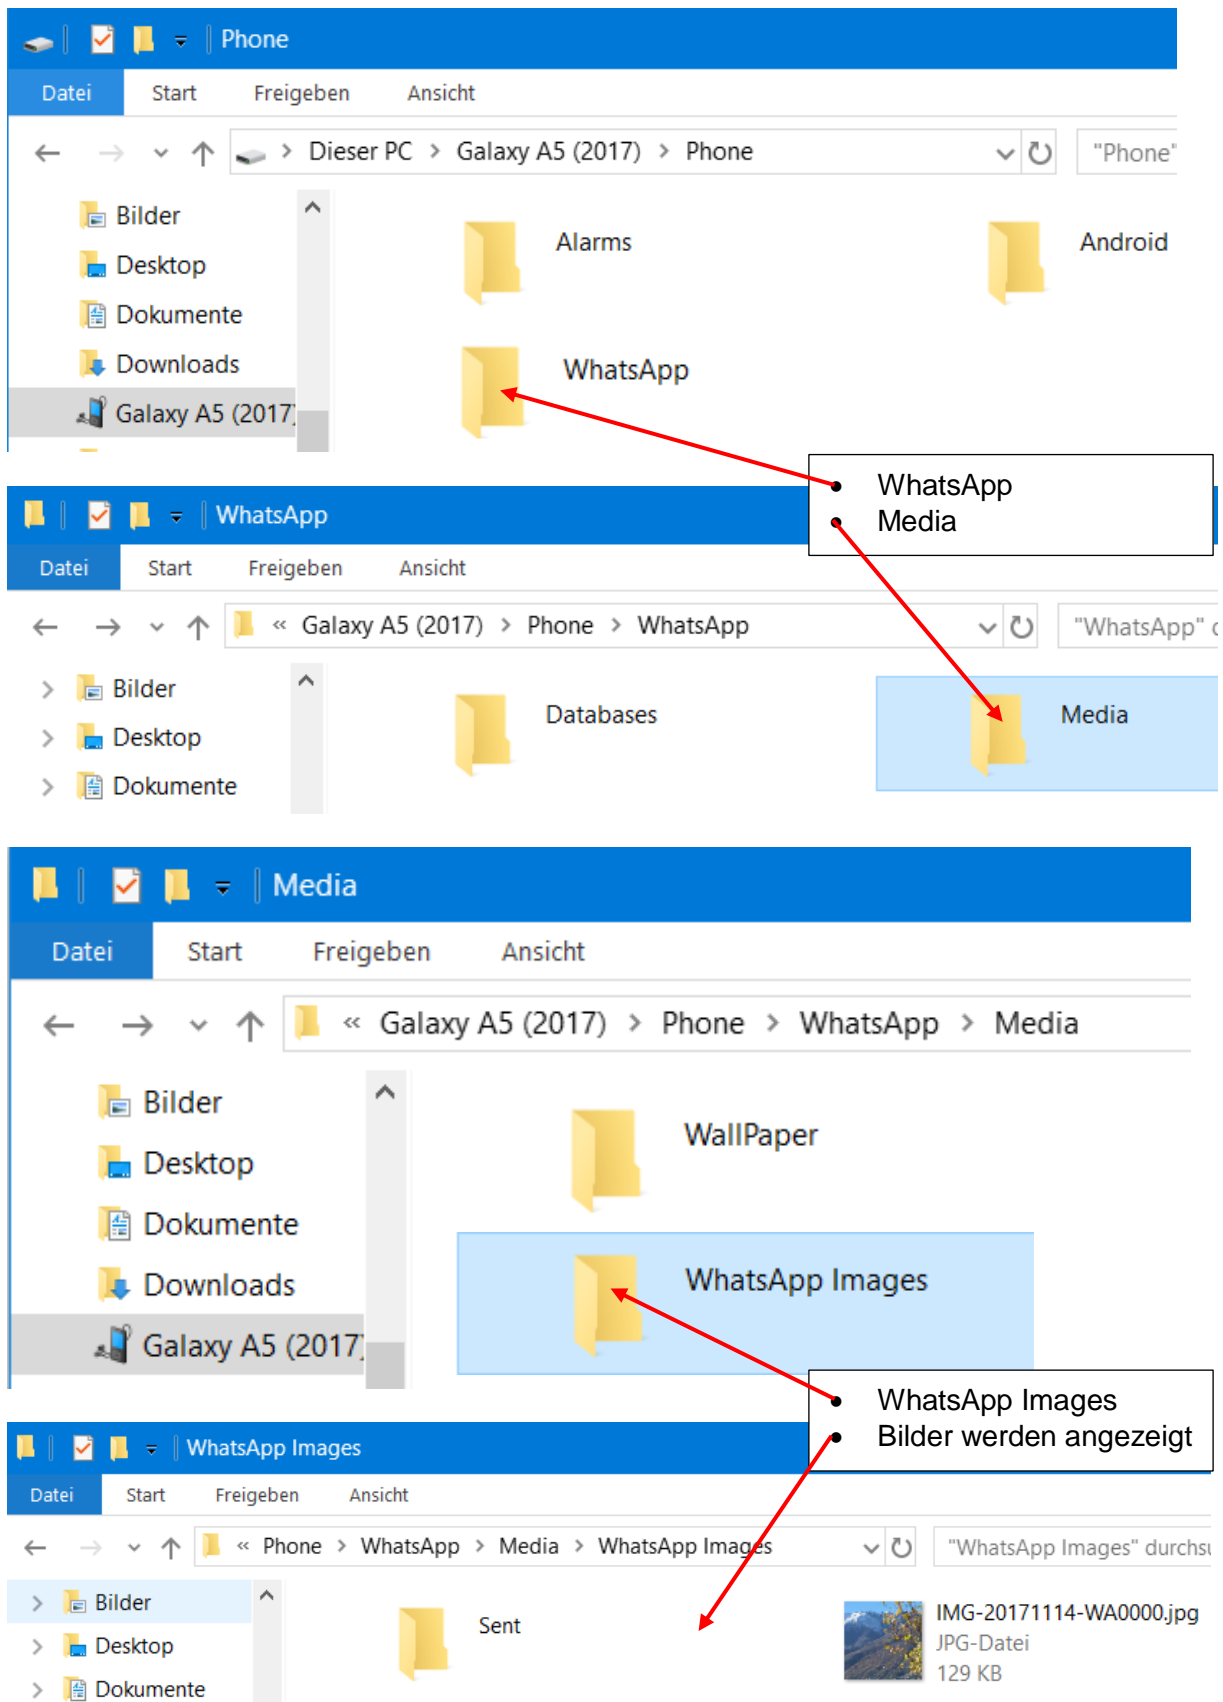 Phone
Datei Start Freigeben Ansicht
Dieser PC > Galaxy A5 (2017) > Phone "Phone"
Bilder
Desktop
Dokumente
Downloads
Galaxy A5 (2017)
Alarms Android
WhatsApp
• WhatsApp
• Media
WhatsApp
Datei Start Freigeben Ansicht
« Galaxy A5 (2017) > Phone > WhatsApp "WhatsApp"
Bilder
Desktop
Dokumente
Databases Media
Media
Datei Start Freigeben Ansicht
« Galaxy A5 (2017) > Phone > WhatsApp > Media
Bilder
Desktop
Dokumente
Downloads
Galaxy A5 (2017)
WallPaper
WhatsApp Images
• WhatsApp Images
• Bilder werden angezeigt
WhatsApp Images
Datei Start Freigeben Ansicht
« Phone > WhatsApp > Media > WhatsApp Images "WhatsApp Images" durchsu
Bilder
Desktop
Dokumente
Sent
IMG-20171114-WA0000.jpg
JPG-Datei
129 KB